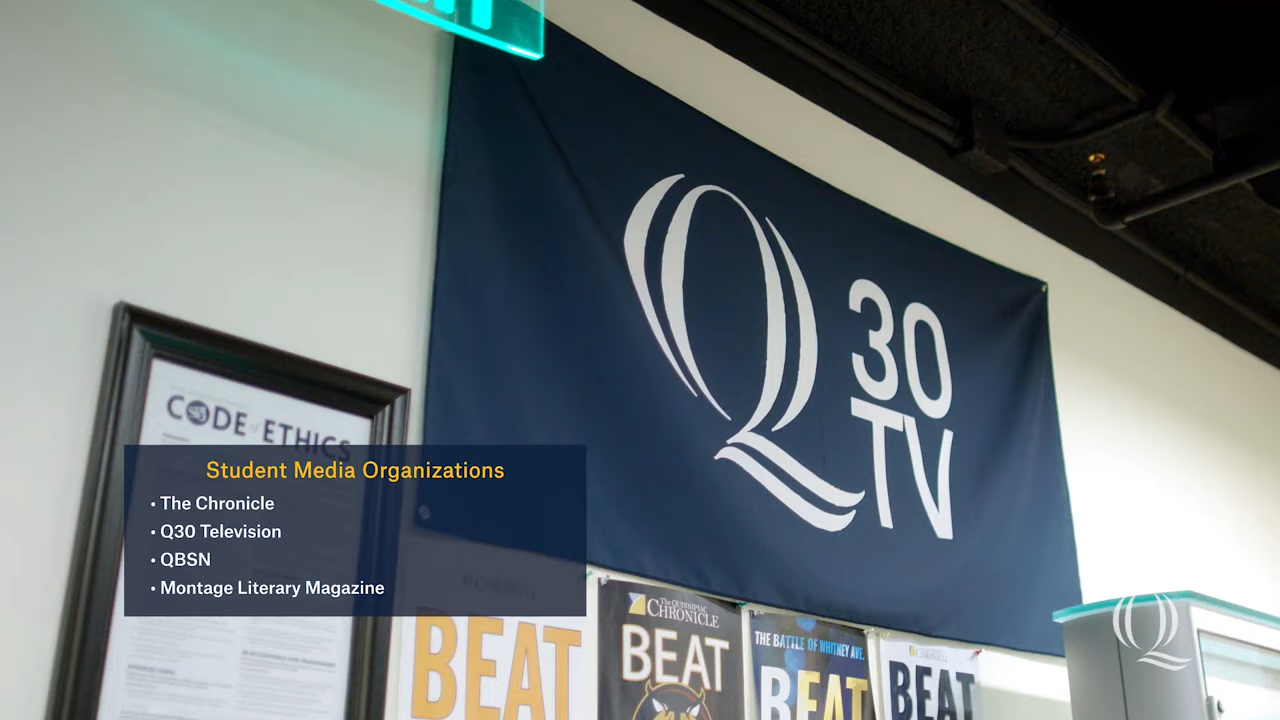 Q
30
TV
CODE of ETHICS
Student Media Organizations
• The Chronicle
• Q30 Television
• QBSN
• Montage Literary Magazine
BEAT
The QUINNIPIAC
CHRONICLE
BEAT
THE BATTLE OF WHITNEY AVE.
BEAT
CHRONICLE
BEAT
Q